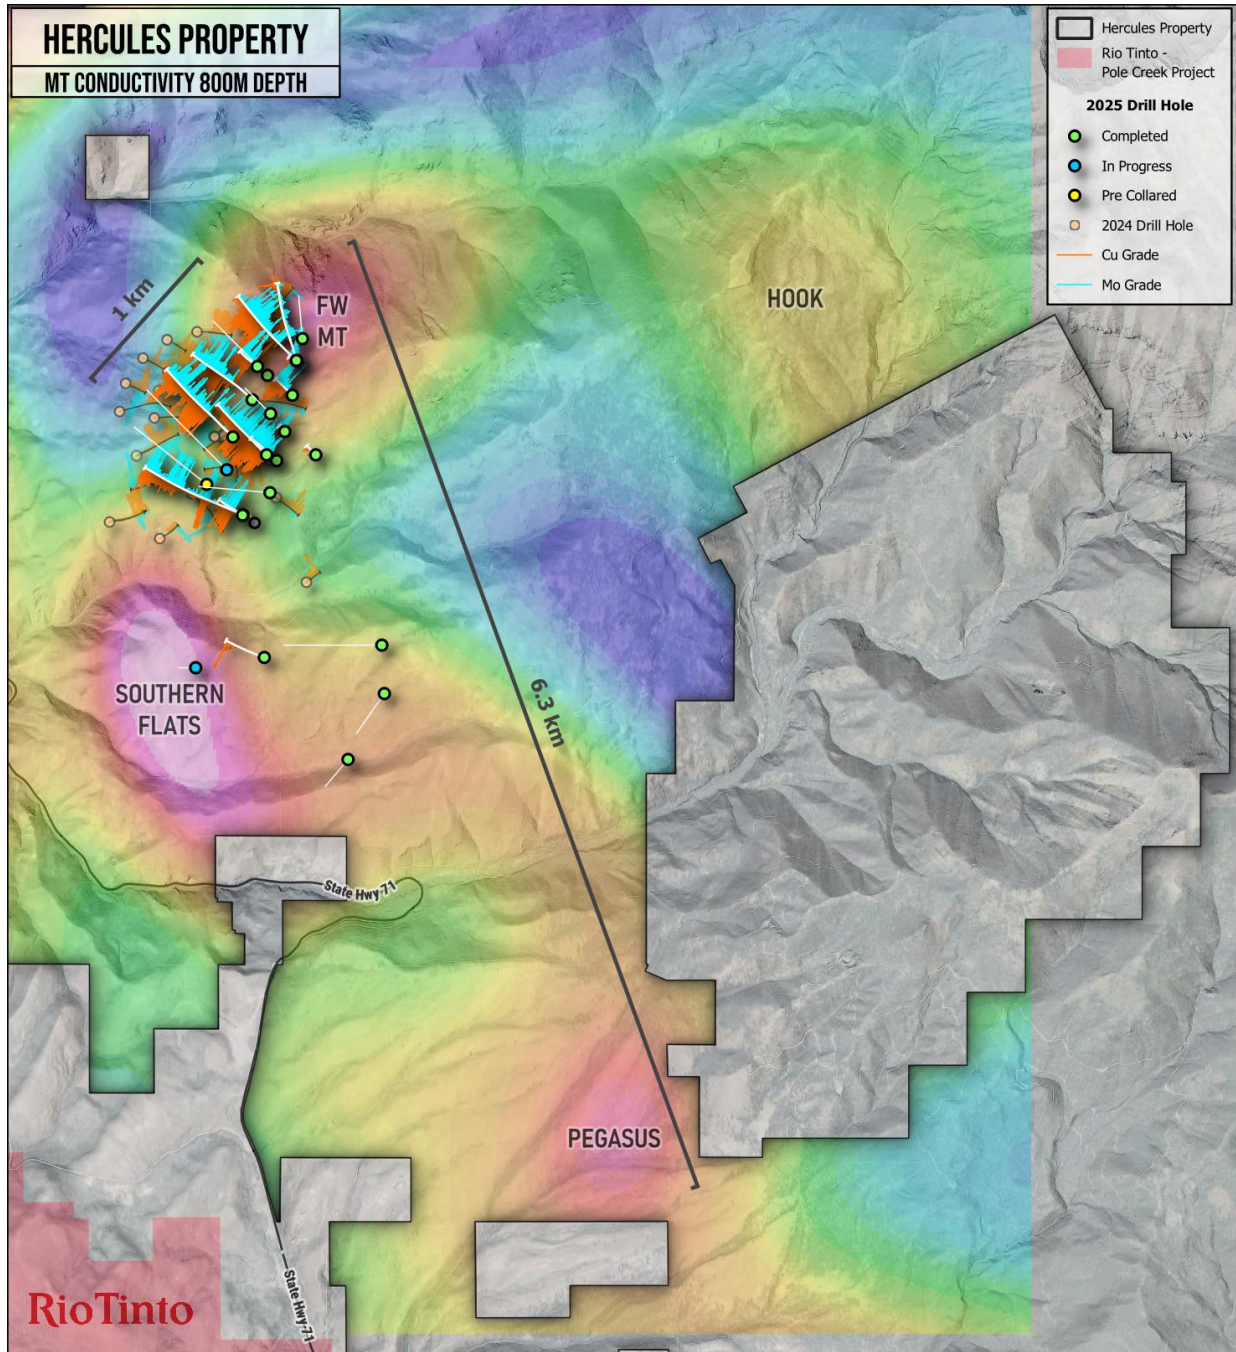 HERCULES PROPERTY
MT CONDUCTIVITY 800M DEPTH
Hercules Property
Rio Tinto -
Pole Creek Project
2025 Drill Hole
Completed
In Progress
Pre Collared
2024 Drill Hole
Cu Grade
Mo Grade
1 km
FW
MT
HOOK
SOUTHERN
FLATS
6.3 km
State Hwy 71
PEGASUS
State Hwy 71
RioTinto